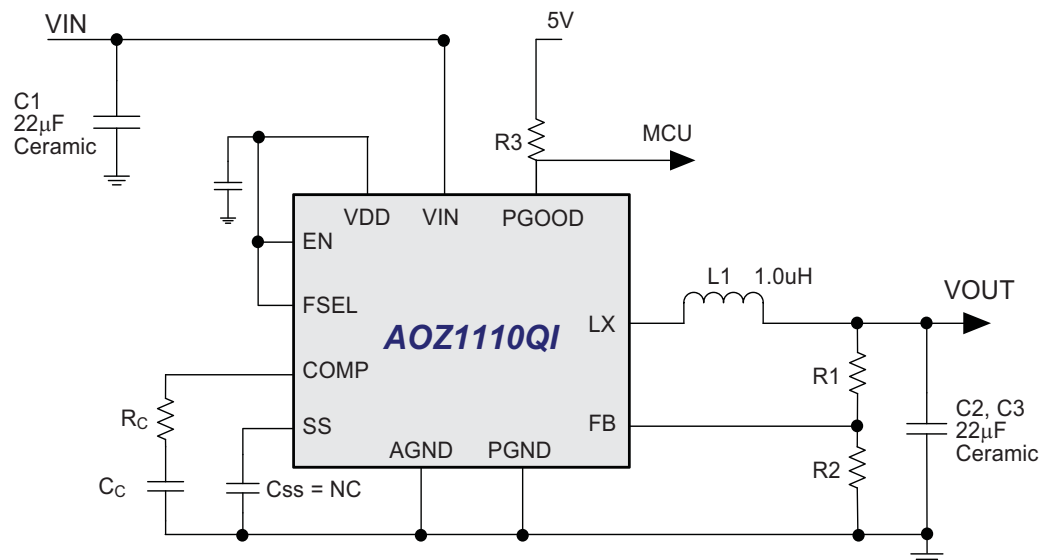 VIN
5V
C1
22μF
Ceramic
R3
MCU
VDD
VIN
PGOOD
EN
FSEL
L1 1.0uH
VOUT
LX
AOZ1110QI
COMP
R1
RC
SS
FB
C2, C3
22μF
Ceramic
AGND
PGND
R2
CC
Css = NC